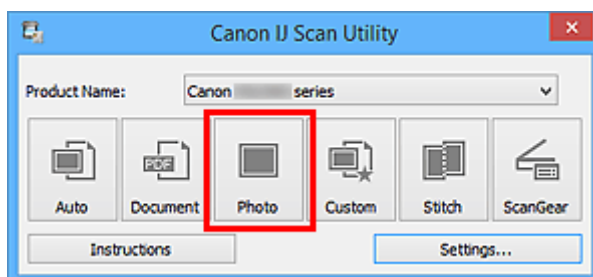 Canon IJ Scan Utility
Product Name: Canon series
PDF
Auto Document Photo Custom Stitch ScanGear
Instructions Settings...